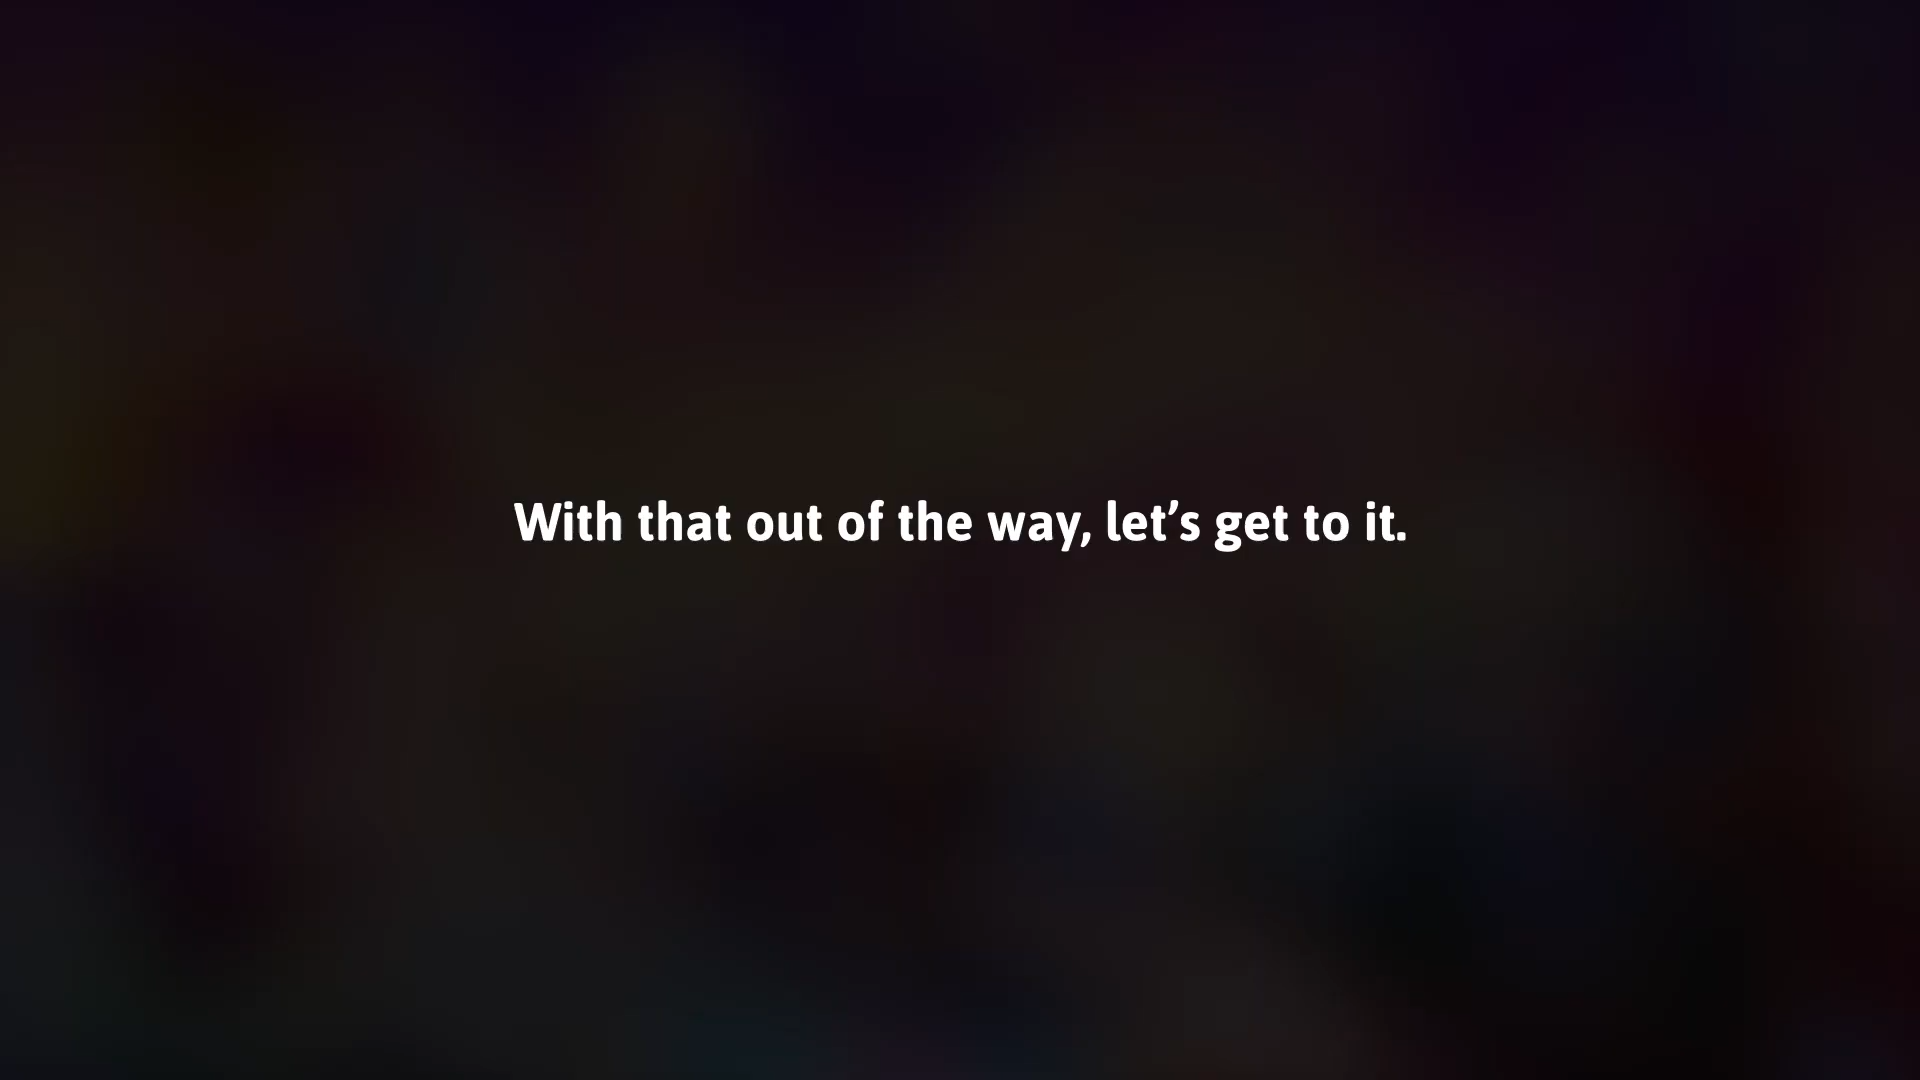 With that out of the way, let’s get to it.